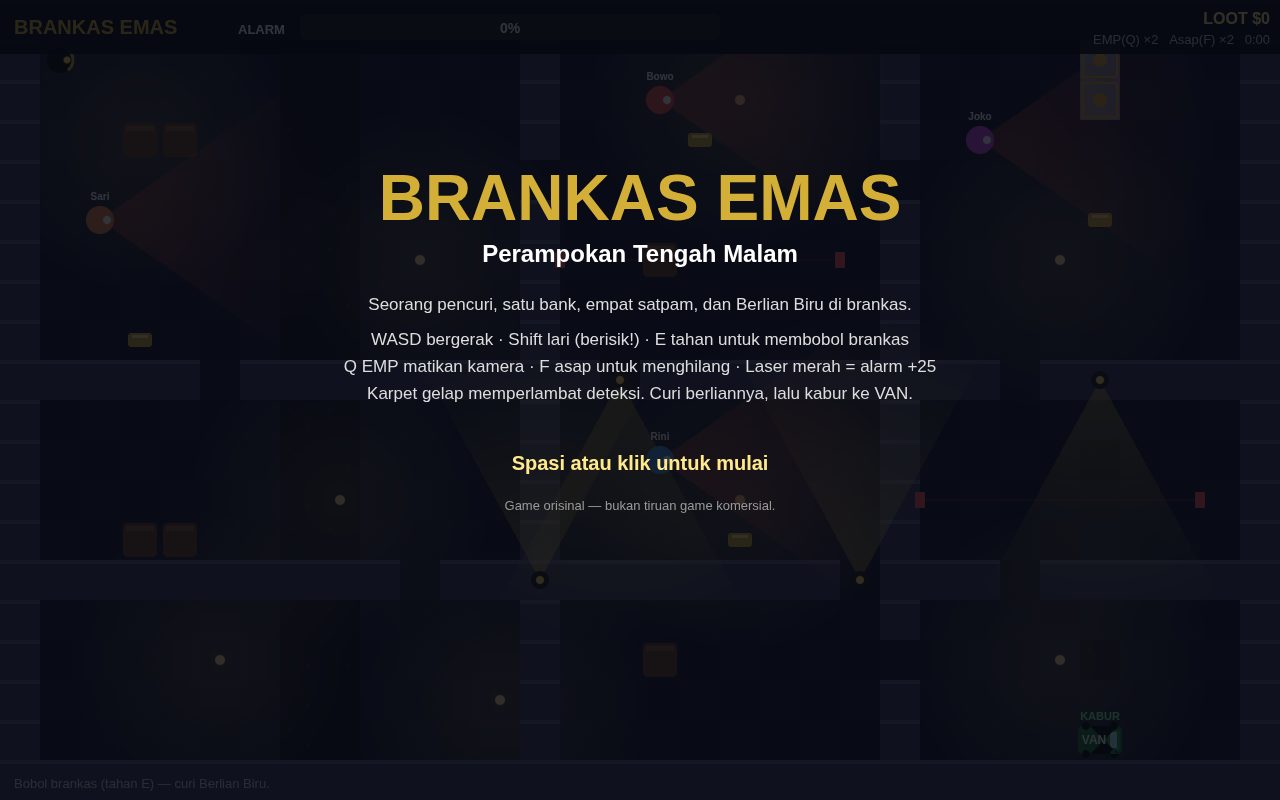 BRANKAS EMAS
ALARM
0%
LOOT $0
EMP(Q) ×2 Asap(F) ×2 0:00
Bowo
Joko
Sari
BRANKAS EMAS
Perampokan Tengah Malam
Seorang pencuri, satu bank, empat satpam, dan Berlian Biru di brankas.
WASD bergerak · Shift lari (berisik!) · E tahan untuk membobol brankas
Q EMP matikan kamera · F asap untuk menghilang · Laser merah = alarm +25
Karpet gelap memperlambat deteksi. Curi berliannya, lalu kabur ke VAN.
Rini
Spasi atau klik untuk mulai
Game orisinal — bukan tiruan game komersial.
KABUR
VAN
Bobol brankas (tahan E) — curi Berlian Biru.